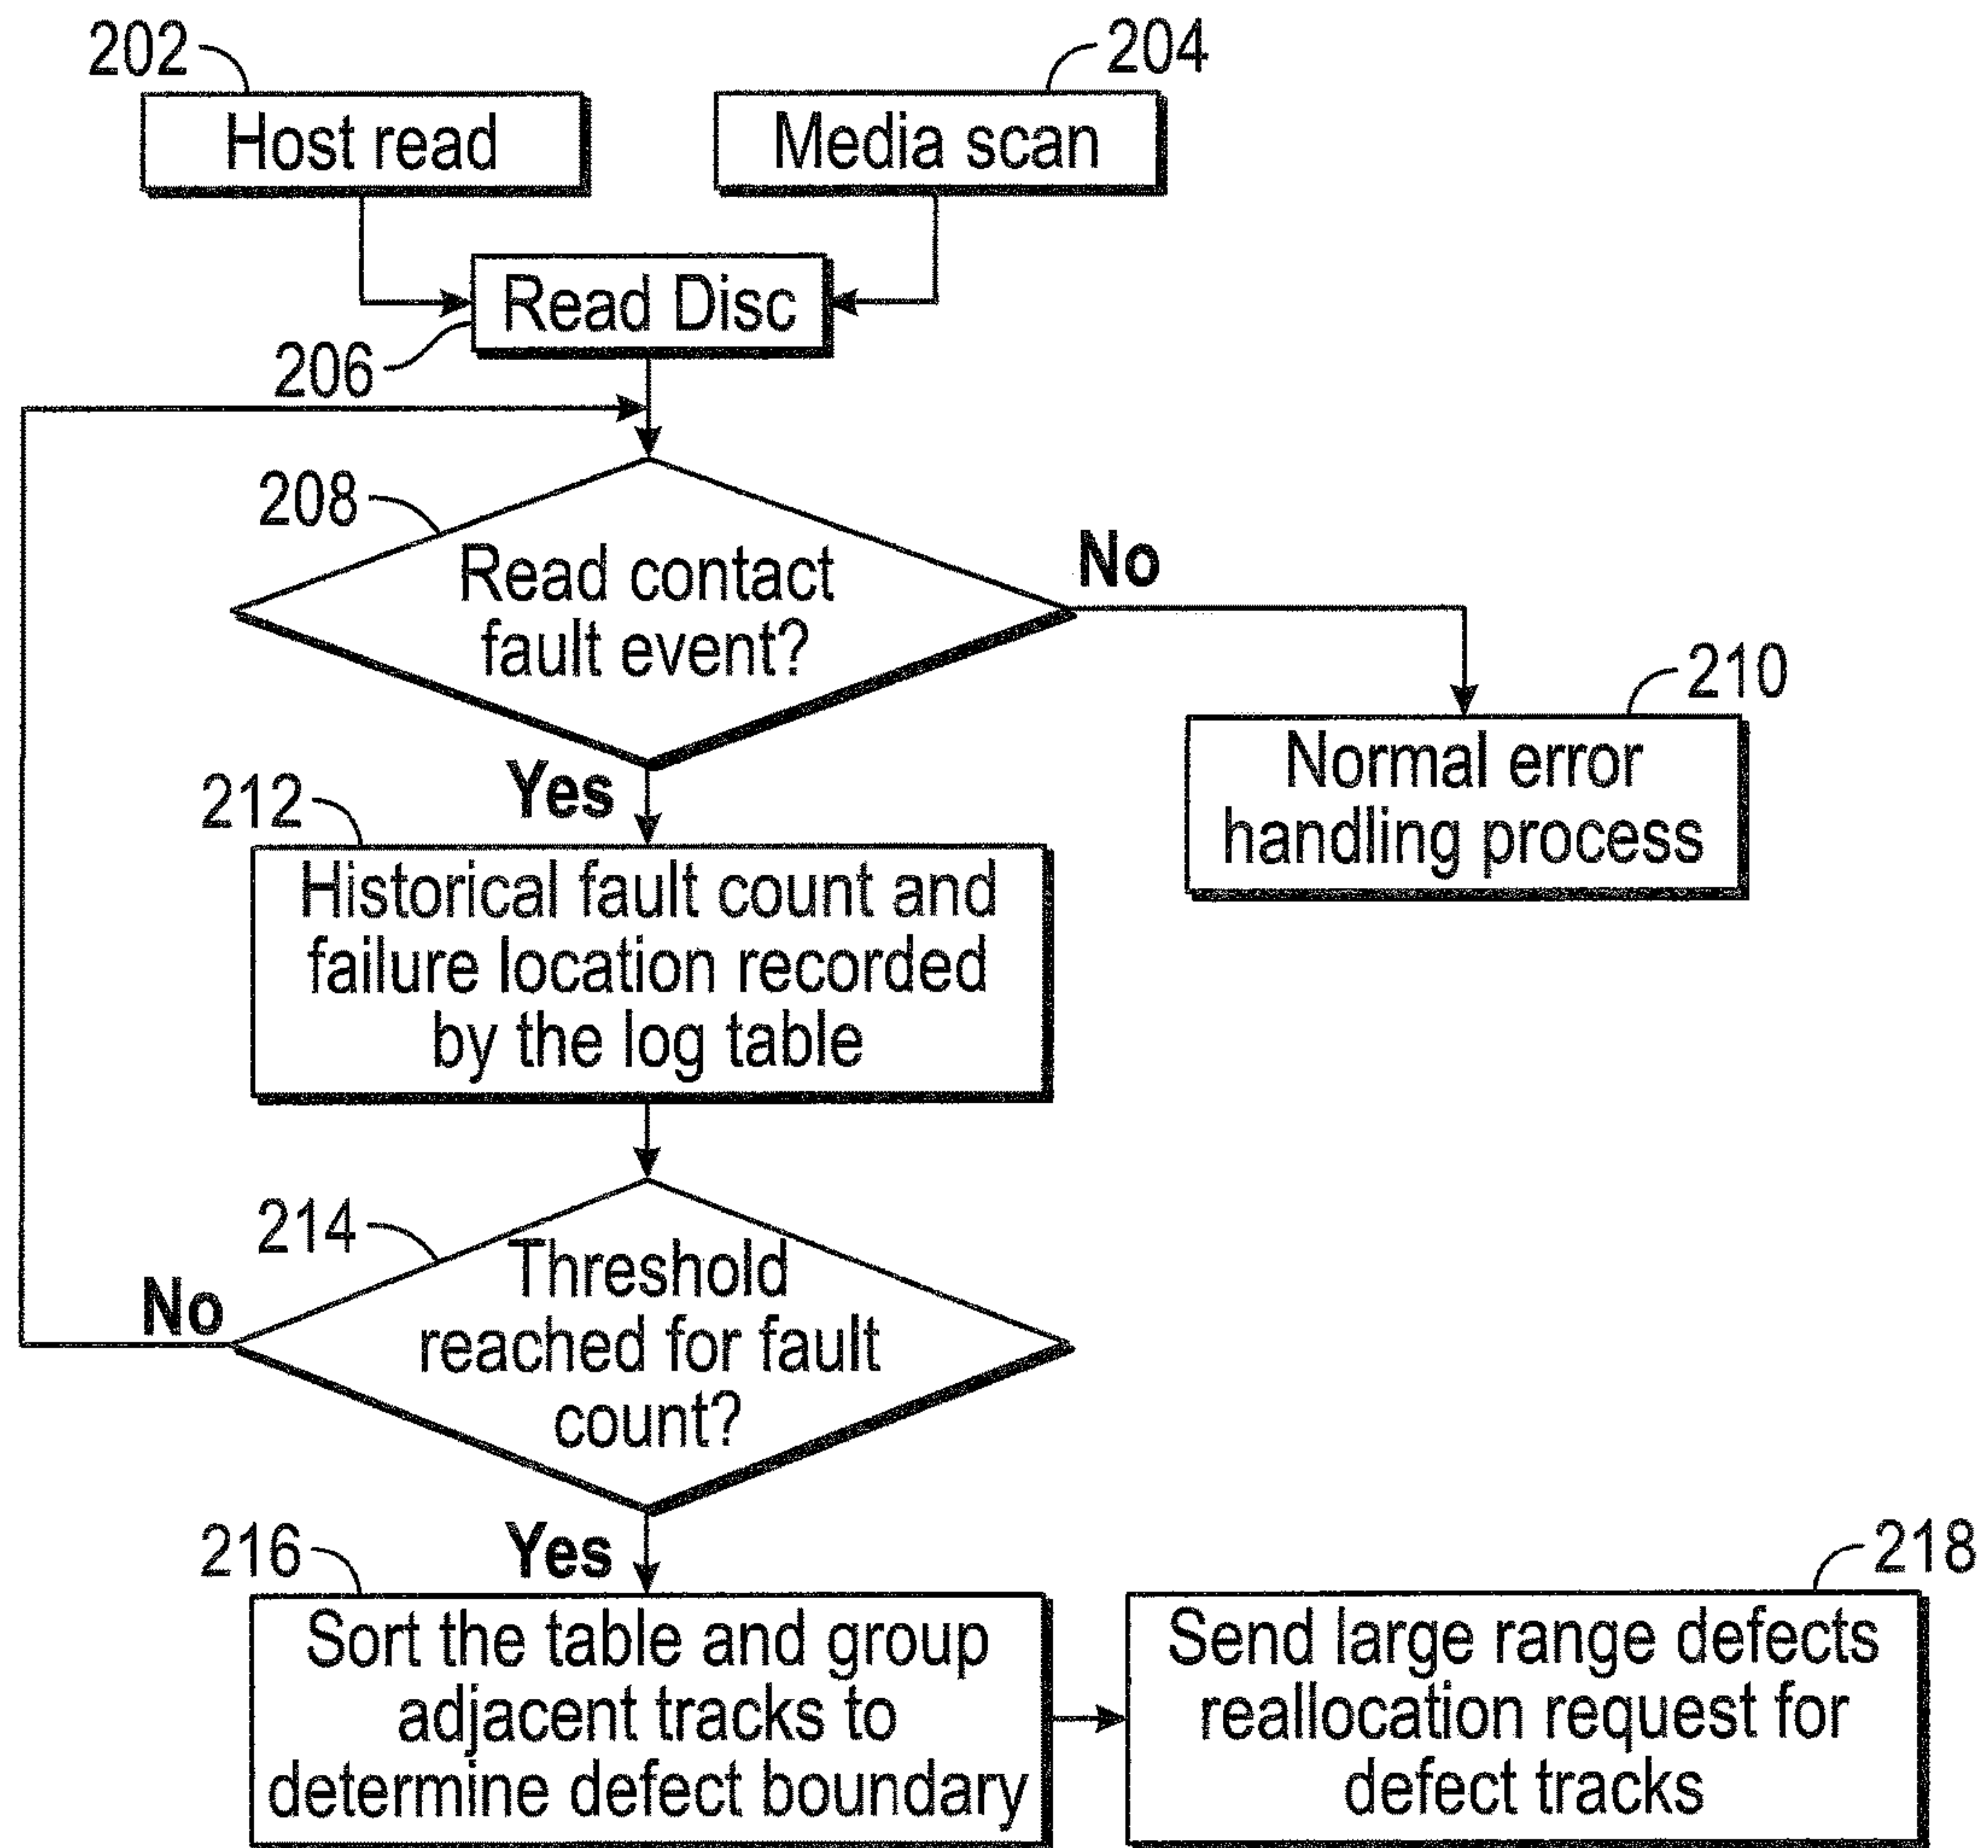 202
204
Host read
Media scan
Read Disc
206
208
Read contact
fault event?
No
210
Normal error
handling process
Yes
212
Historical fault count and
failure location recorded
by the log table
214
Threshold
reached for fault
count?
No
Yes
216
218
Sort the table and group
adjacent tracks to
determine defect boundary
Send large range defects
reallocation request for
defect tracks